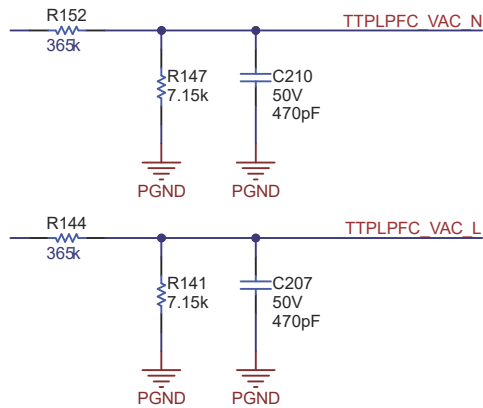 R152
TTPLPFC_VAC_N
365k
R147
7.15k
C210
50V
470pF
PGND
PGND
R144
TTPLPFC_VAC_L
365k
R141
7.15k
C207
50V
470pF
PGND
PGND